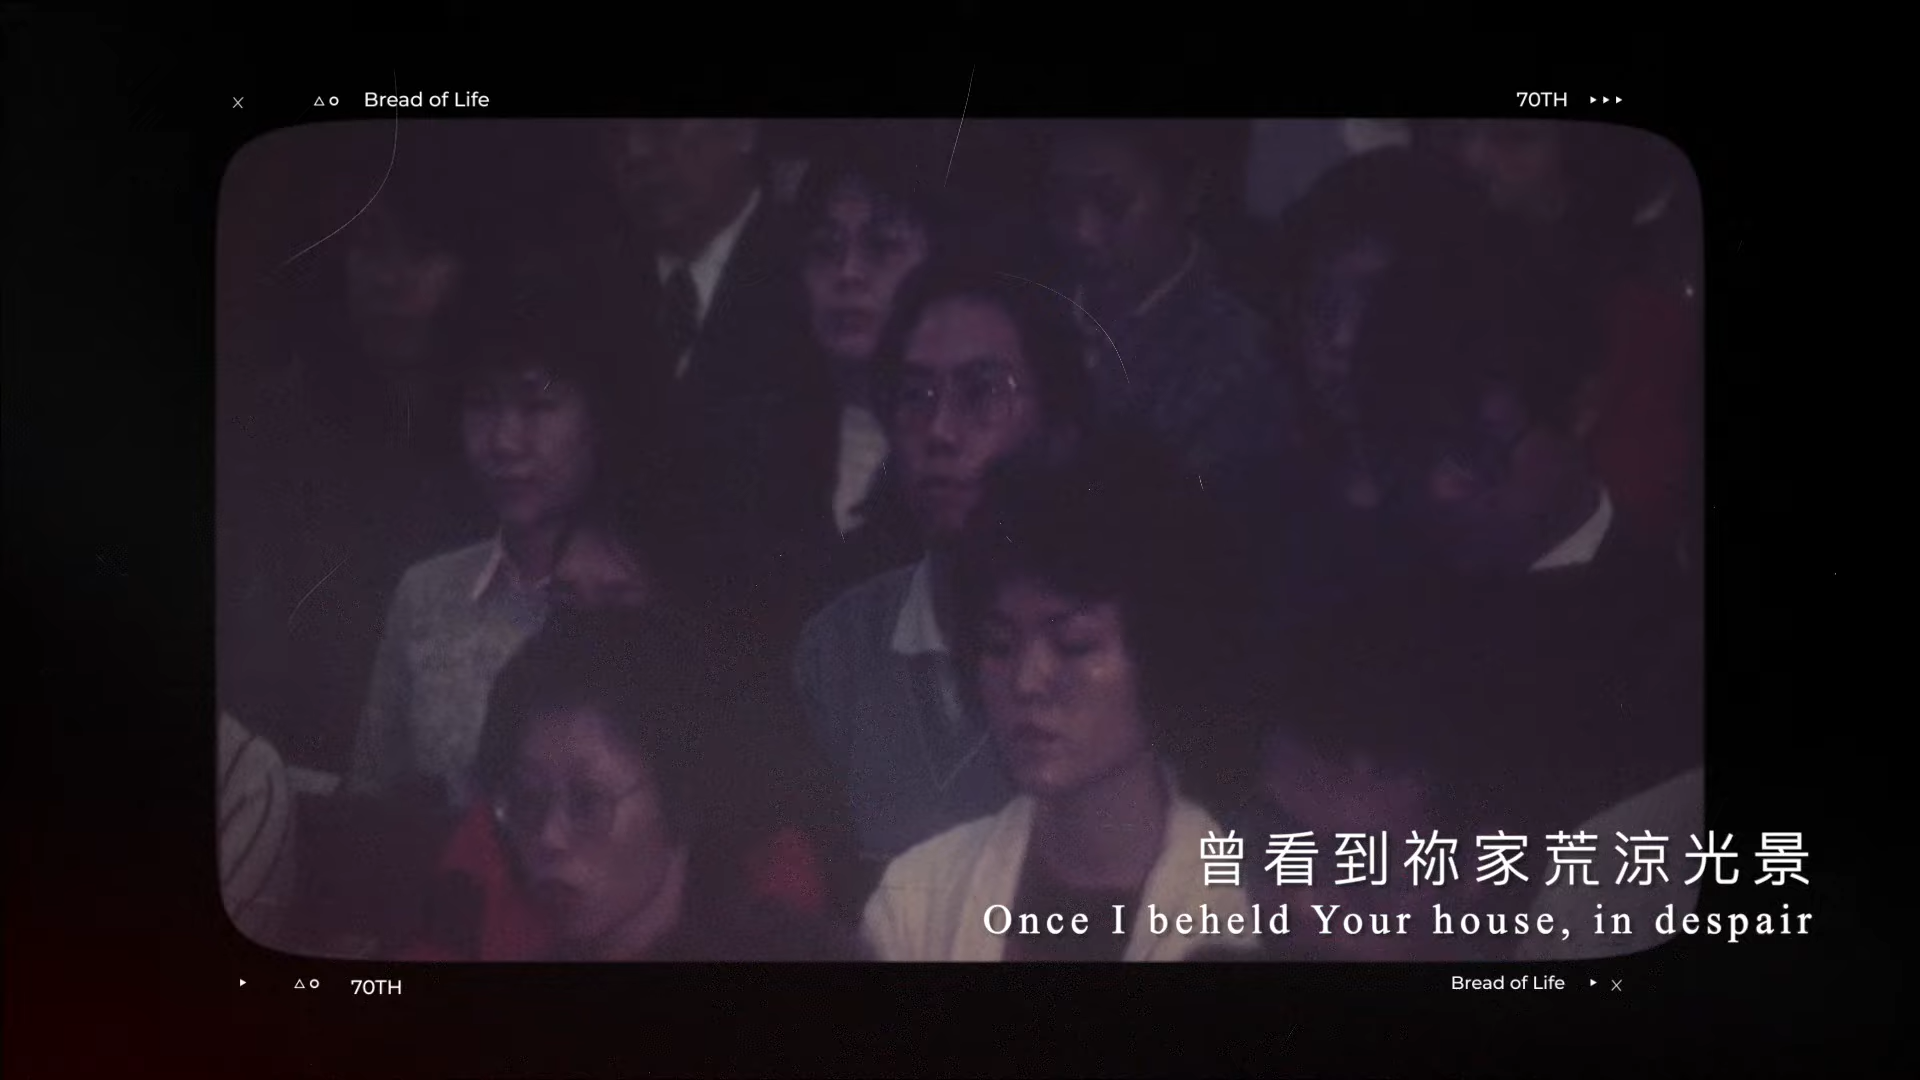 Bread of Life
70TH
曾看到祢家荒涼光景
Once I beheld Your house, in despair
70TH
Bread of Life